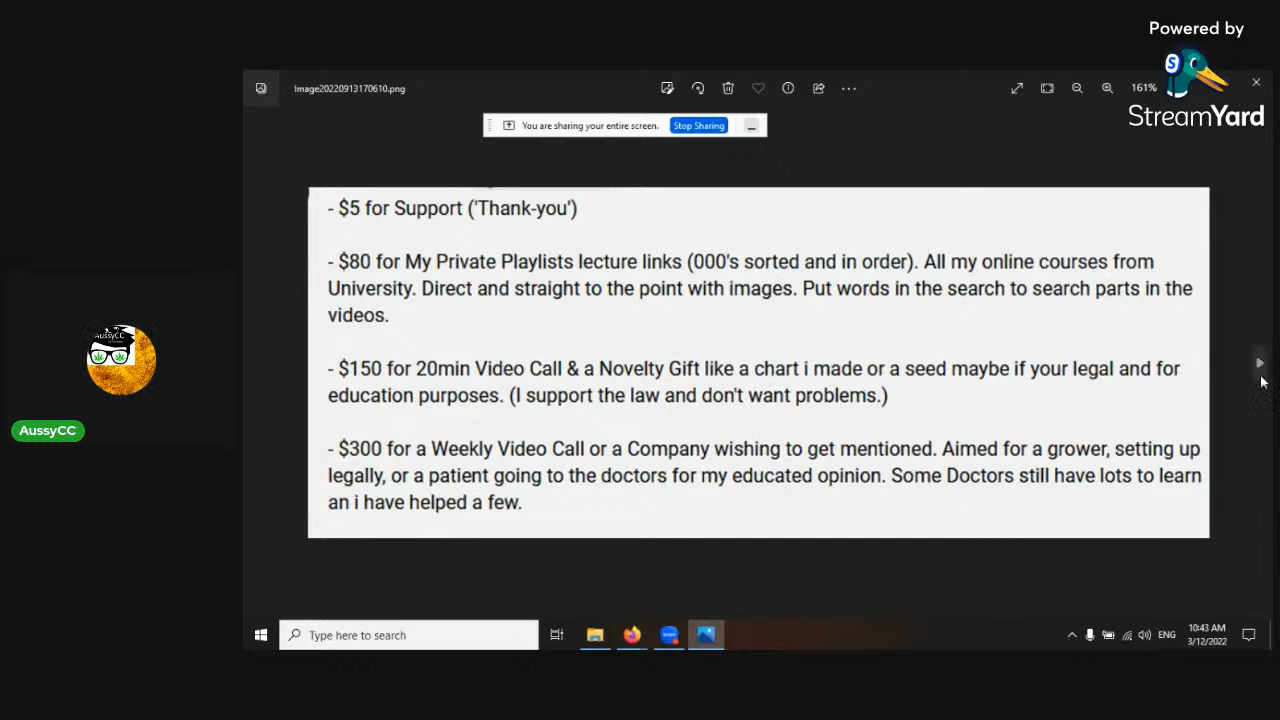 Powered by
StreamYard
Image20220913170610.png
161%
You are sharing your entire screen.
Stop Sharing
- $5 for Support ('Thank-you')
- $80 for My Private Playlists lecture links (000's sorted and in order). All my online courses from
University. Direct and straight to the point with images. Put words in the search to search parts in the
videos.
- $150 for 20min Video Call & a Novelty Gift like a chart i made or a seed maybe if your legal and for
education purposes. (I support the law and don't want problems.)
- $300 for a Weekly Video Call or a Company wishing to get mentioned. Aimed for a grower, setting up
legally, or a patient going to the doctors for my educated opinion. Some Doctors still have lots to learn
an i have helped a few.
AussyCC
AussyCC
Type here to search
ENG
10:43 AM
3/12/2022